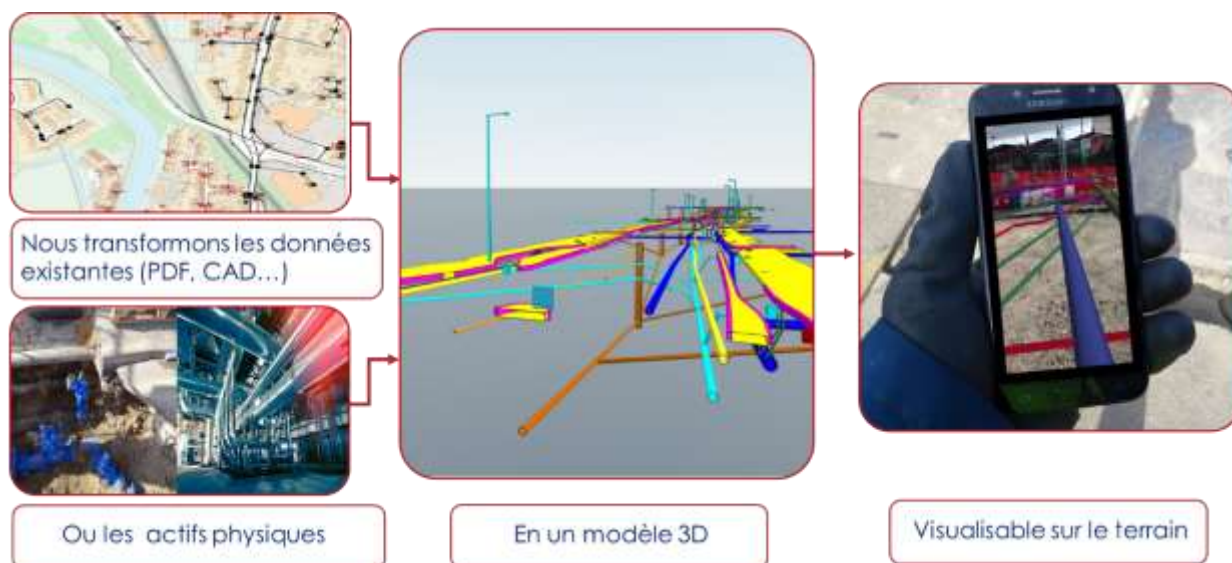 Nous transformons les données
existantes (PDF, CAD...)
Ou les actifs physiques
En un modèle 3D
Visualisable sur le terrain
SAMSUNG